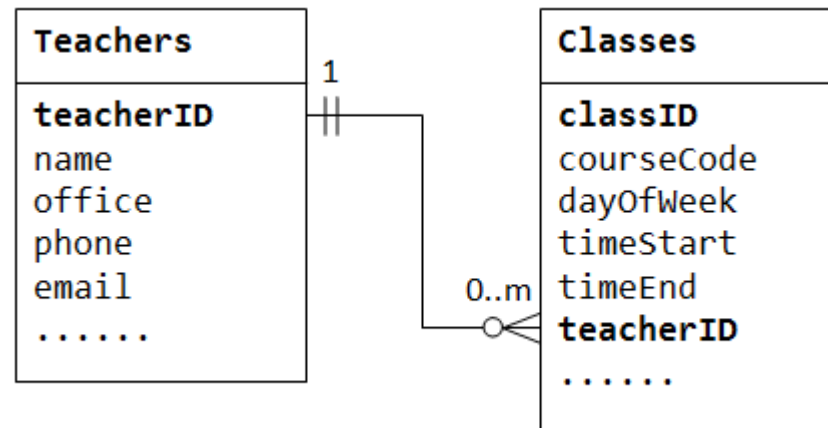 Teachers
teacherID
name
office
phone
email
......
1
0..m
Classes
classID
courseCode
dayOfWeek
timeStart
timeEnd
teacherID
......